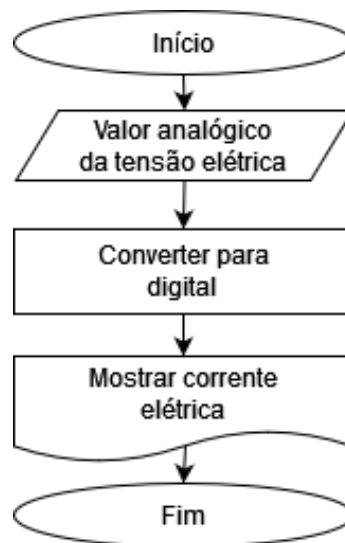 Início
Valor analógico
da tensão elétrica
Converter para
digital
Mostrar corrente
elétrica
Fim